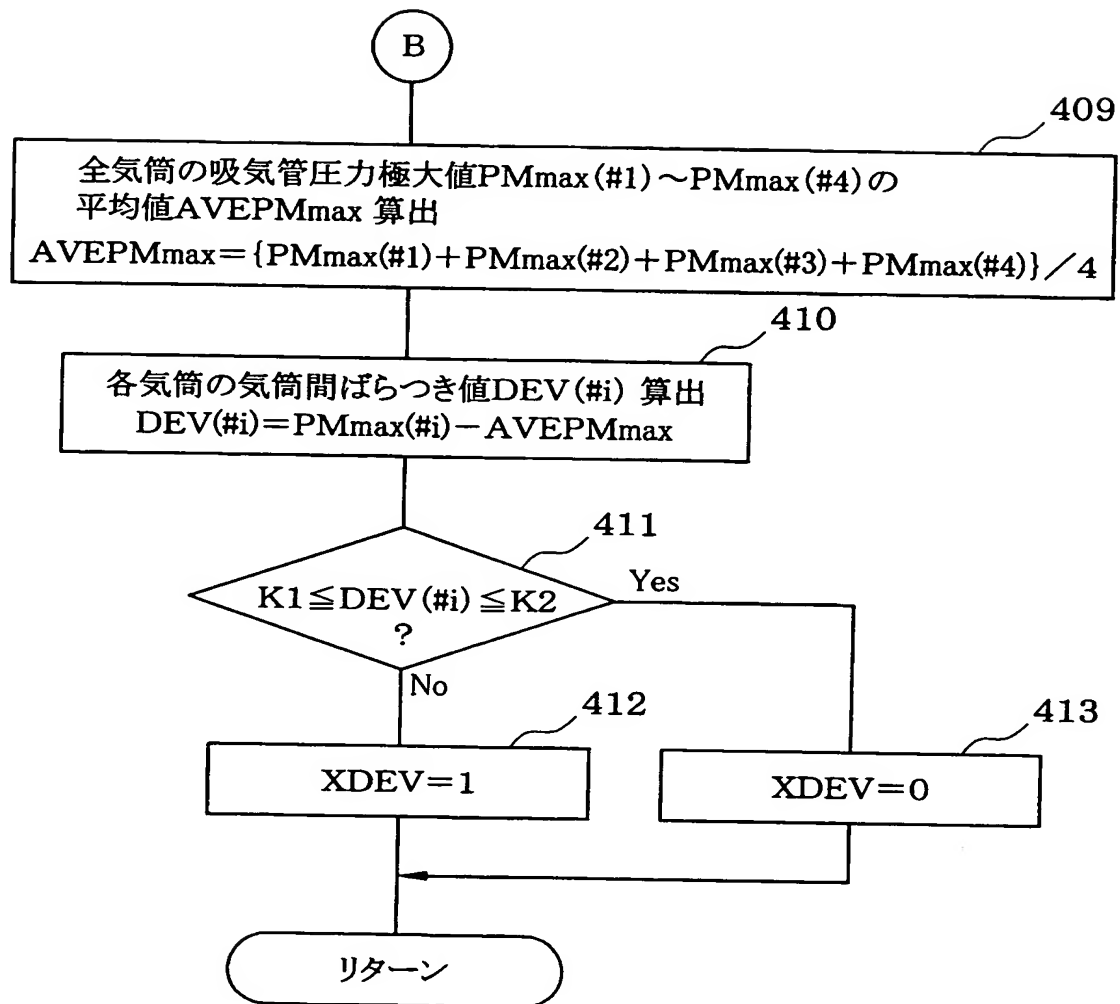 B
409
全気筒の吸気管圧力極大値PMmax(#1)～PMmax(#4)の
平均値AVEPMmax 算出
AVEPMmax＝{PMmax(#1)+PMmax(#2)+PMmax(#3)+PMmax(#4)}／4
410
各気筒の気筒間ばらつき値DEV(#i) 算出
DEV(#i)＝PMmax(#i)－AVEPMmax
411
K1≦DEV(#i)≦K2
?
Yes
No
412
XDEV＝1
413
XDEV＝0
リターン